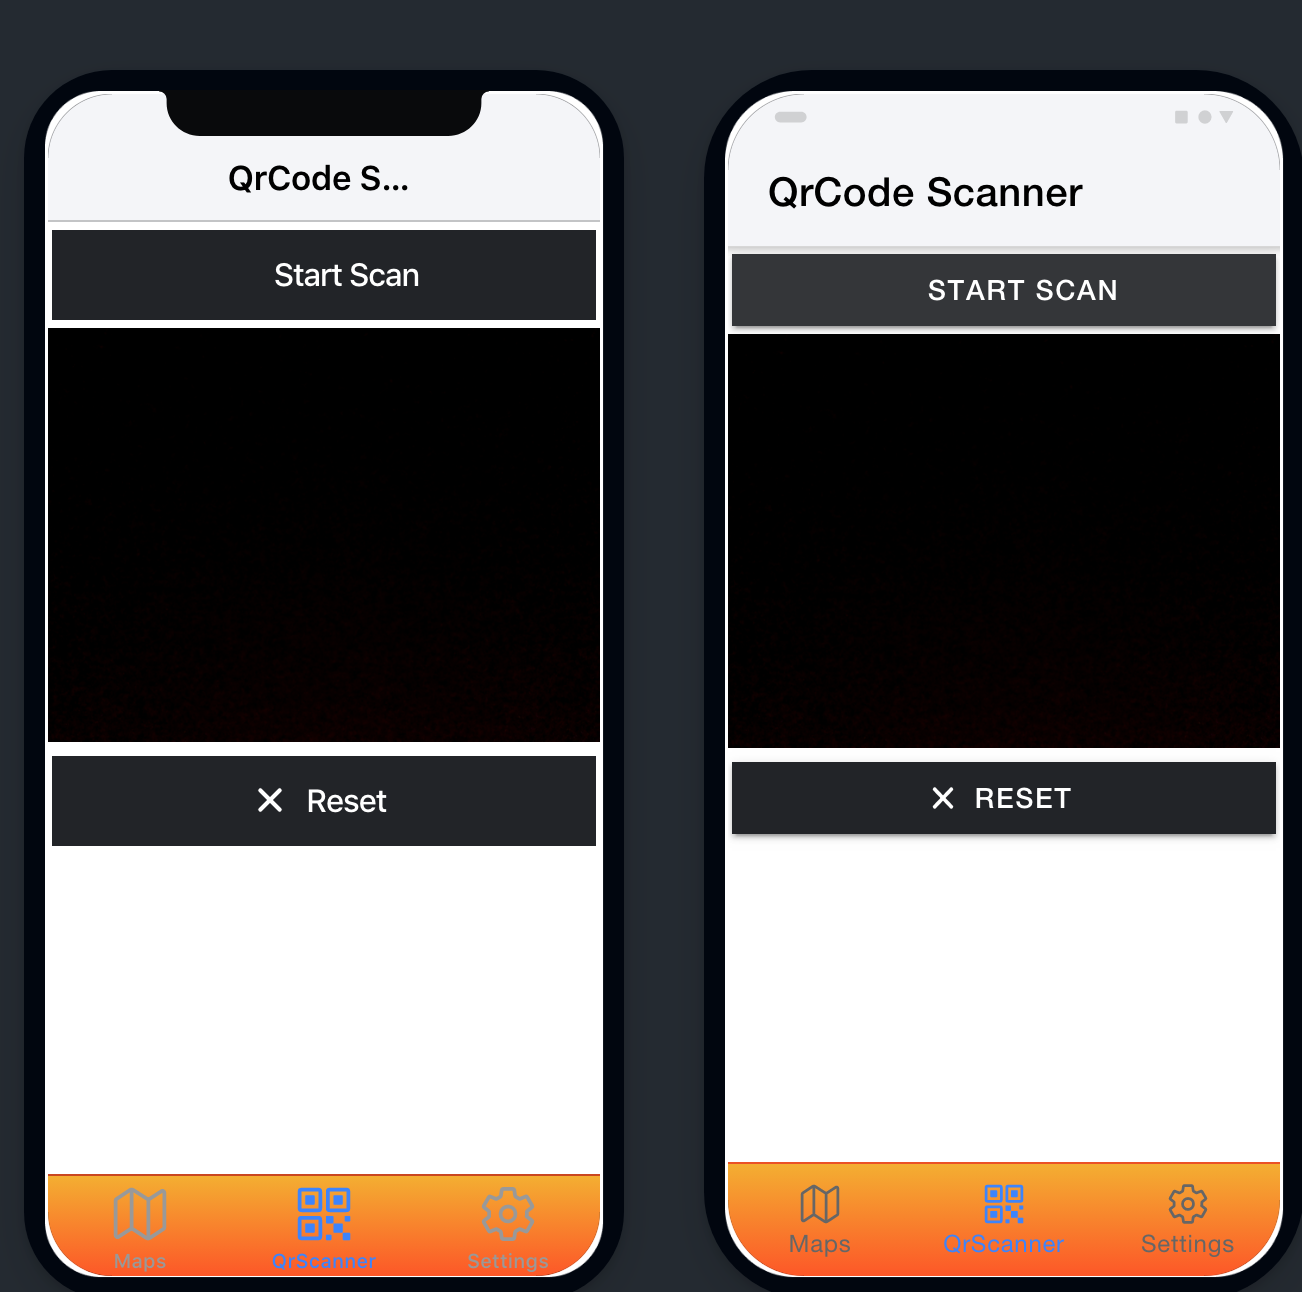 QrCode S...
Start Scan
Reset
Maps
QrScanner
Settings
QrCode Scanner
START SCAN
RESET
Maps
QrScanner
Settings